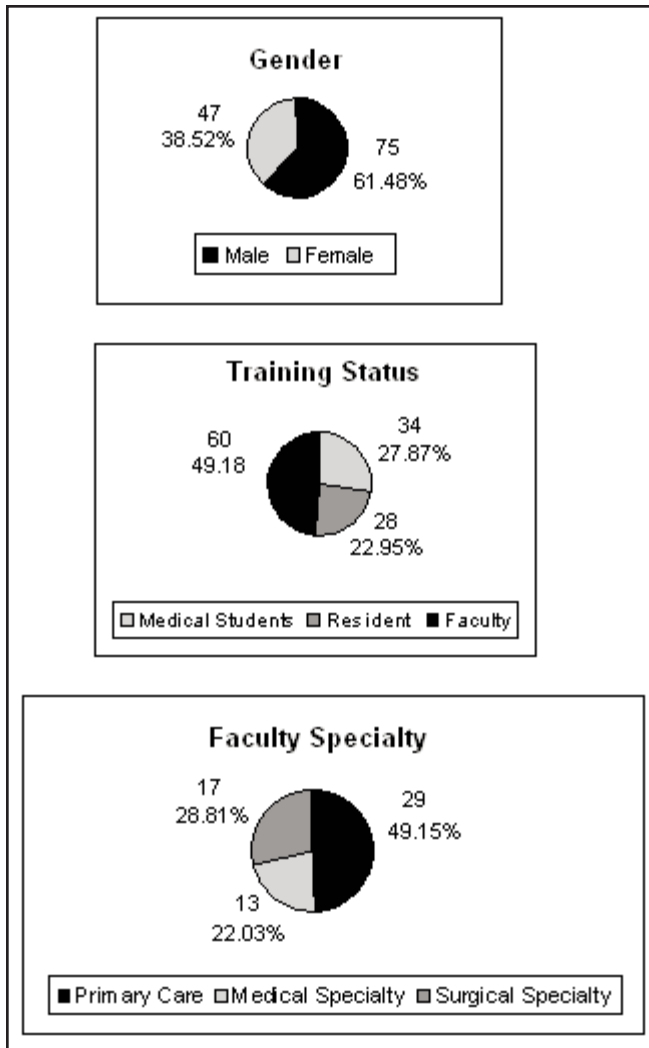 Gender
47
38.52%
75
61.48%
Male Female
Training Status
60
49.18
34
27.87%
28
22.95%
Medical Students Resident Faculty
Faculty Specialty
17
28.81%
29
49.15%
13
22.03%
Primary Care Medical Specialty Surgical Specialty